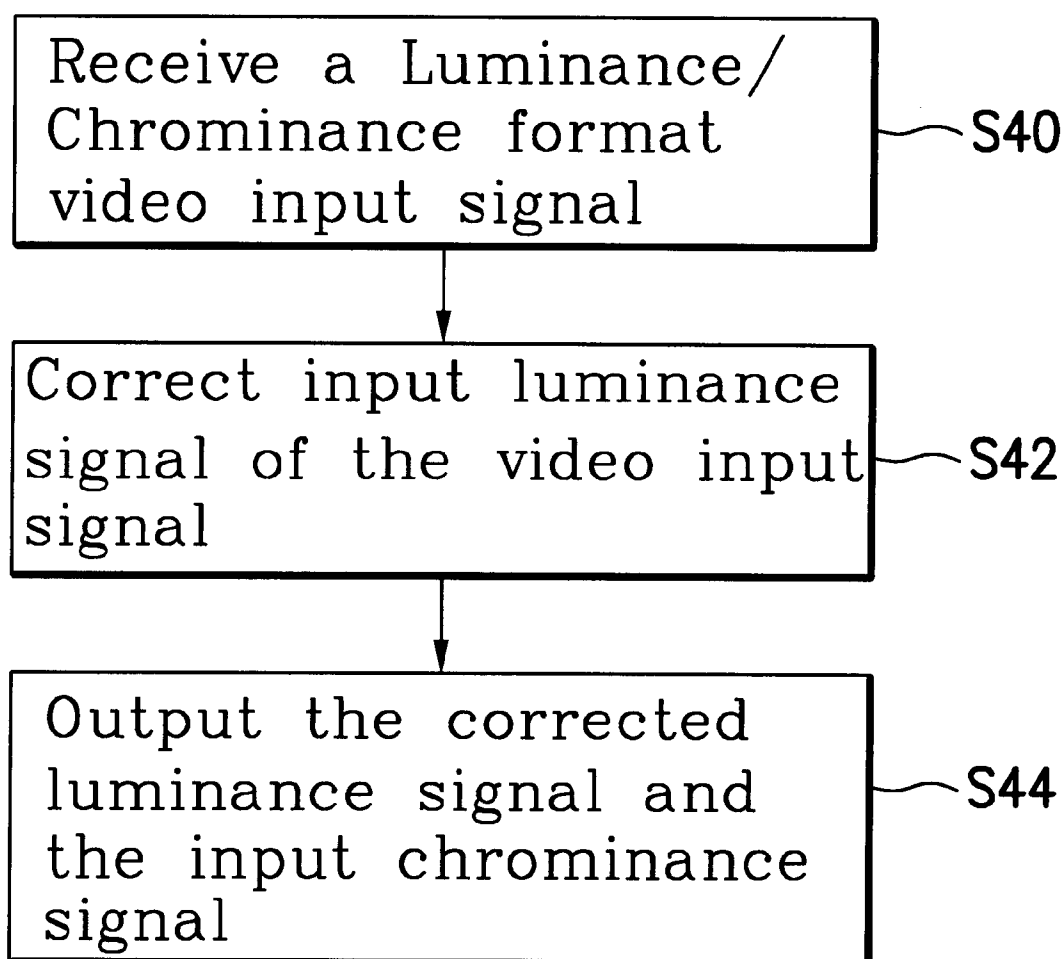 Receive a Luminance/
Chrominance format
video input signal
S40
Correct input luminance
signal of the video input
signal
S42
Output the corrected
luminance signal and
the input chrominance
signal
S44